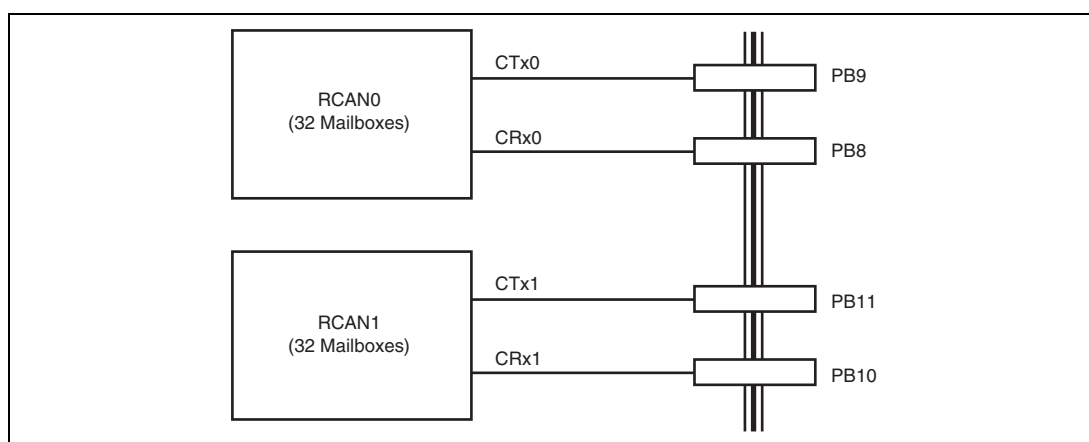 RCAN0
(32 Mailboxes)
CTx0
PB9
CRx0
PB8
RCAN1
(32 Mailboxes)
CTx1
PB11
CRx1
PB10